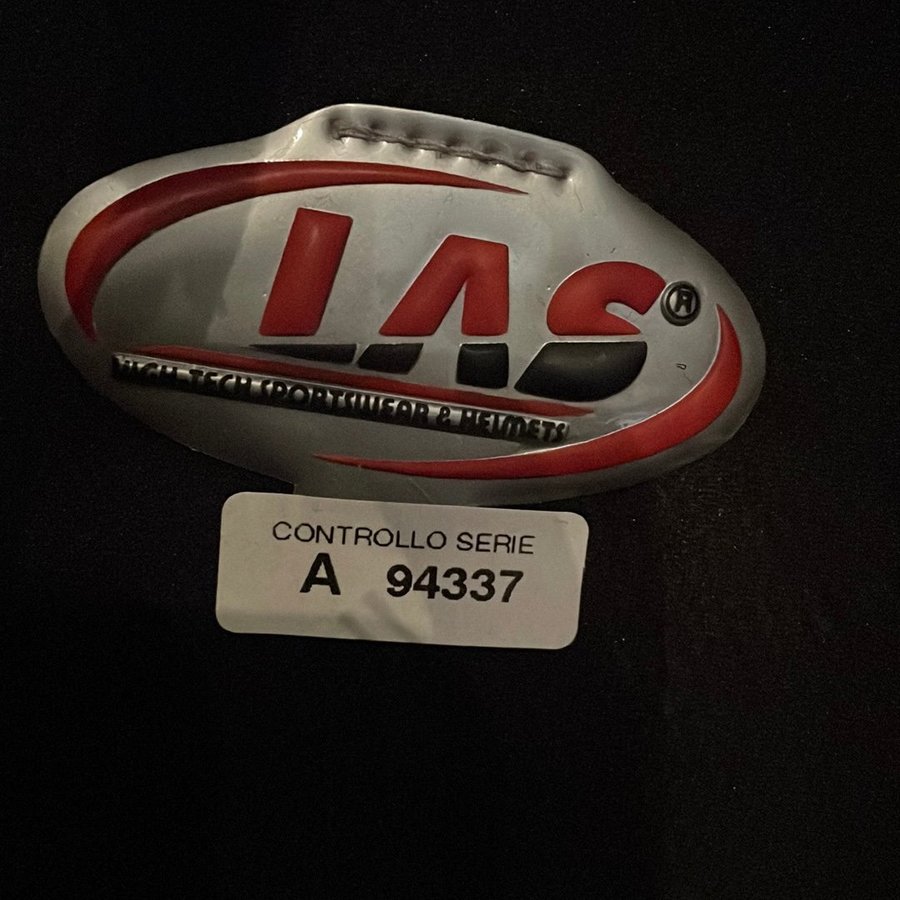 LAS®
HIGH-TECH SPORTSWEAR & HELMETS
CONTROLLO SERIE
A 94337